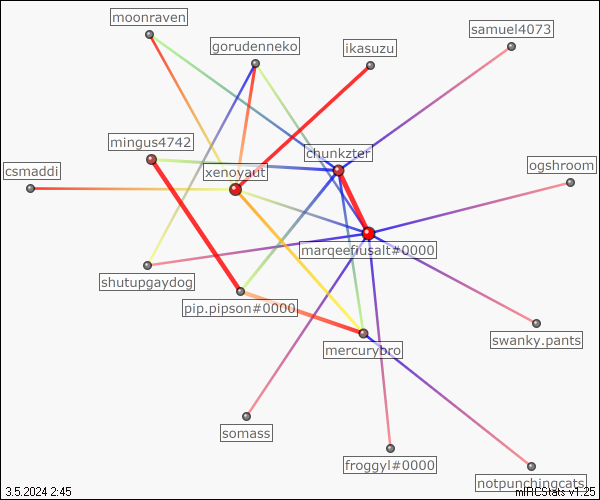 moonraven
samuel4073
gorudenneko
ikasuzu
mingus4742
chunkzter
xenoyaut
csmaddi
ogshroom
marqeefiusalt#0000
shutupgaydog
pip.pipson#0000
mercurybro
swanky.pants
somass
froggyl#0000
notpunchingcats
3.5.2024 2:45
mIRCStats v1.25